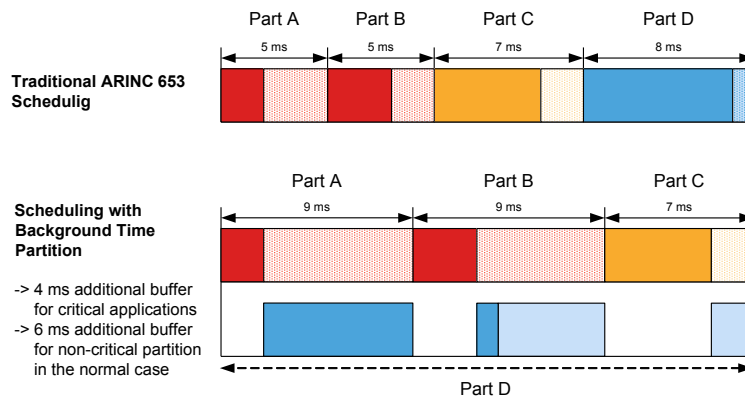 Part A
Part B
Part C
Part D
5 ms
5 ms
7 ms
8 ms
Traditional ARINC 653
Schedulig
Part A
Part B
Part C
9 ms
9 ms
7 ms
Scheduling with
Background Time
Partition
-> 4 ms additional buffer
for critical applications
-> 6 ms additional buffer
for non-critical partition
in the normal case
Part D